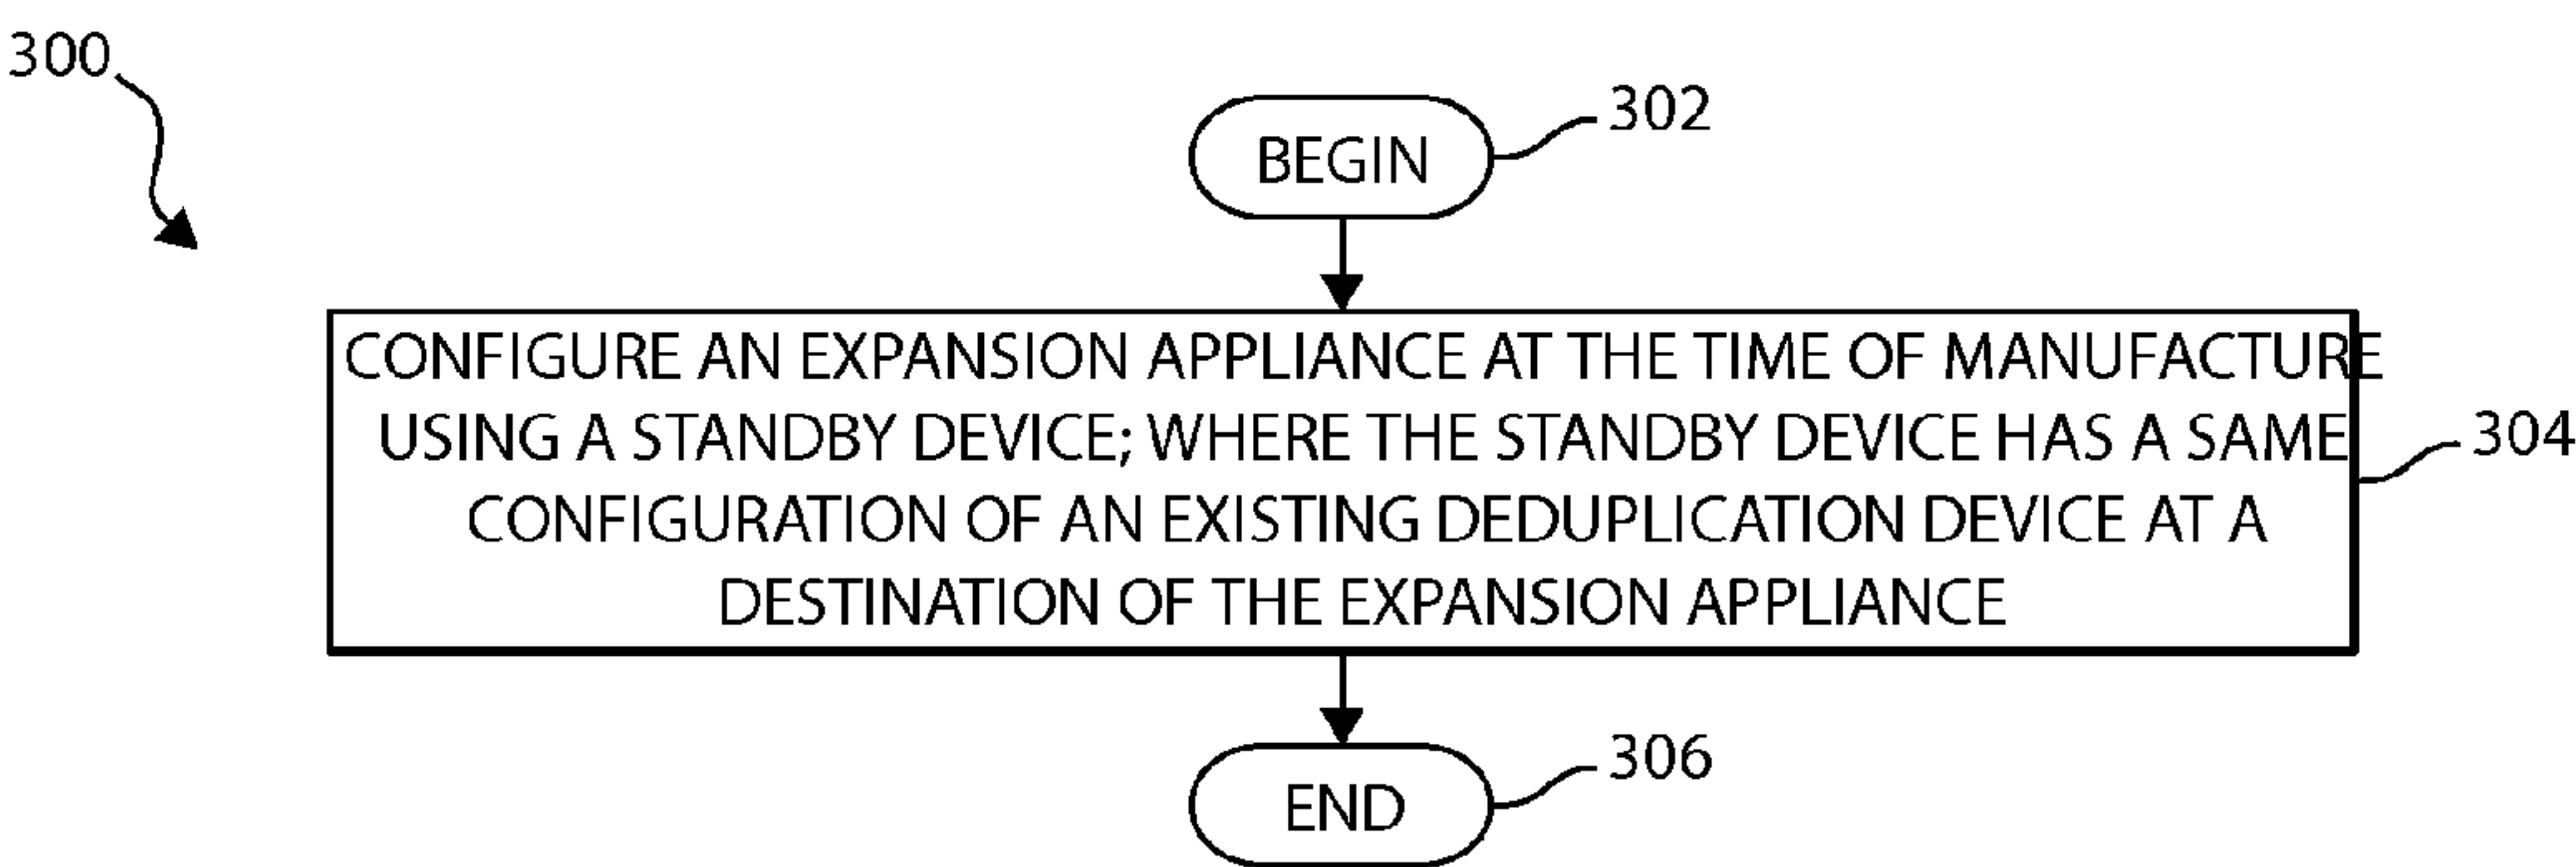 300
BEGIN
302
CONFIGURE AN EXPANSION APPLIANCE AT THE TIME OF MANUFACTURE
USING A STANDBY DEVICE; WHERE THE STANDBY DEVICE HAS A SAME
CONFIGURATION OF AN EXISTING DEDUPLICATION DEVICE AT A
DESTINATION OF THE EXPANSION APPLIANCE
304
END
306